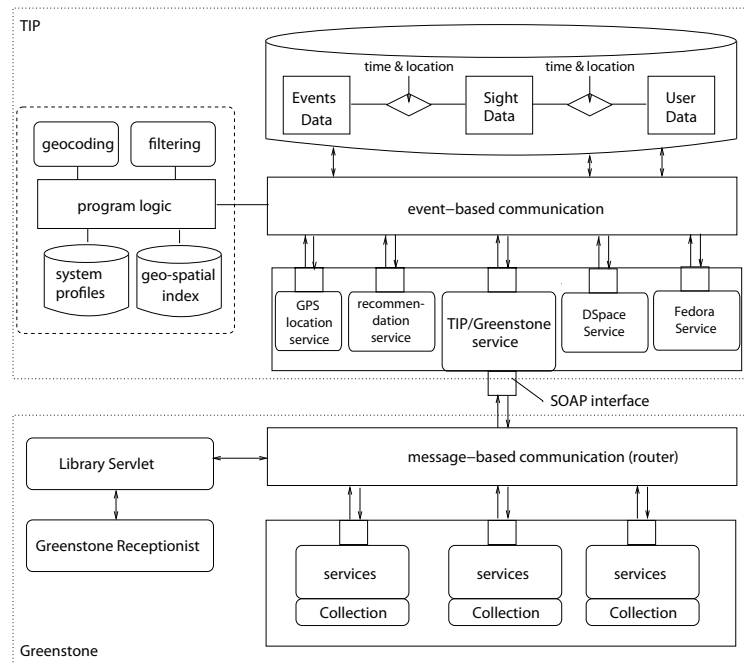 TIP
time & location
time & location
Events
Data
Sight
Data
User
Data
geocoding
filtering
program logic
system
profiles
geo-spatial
index
event-based communication
GPS
location
service
recommen-
dation
service
TIP/Greenstone
service
DSpace
Service
Fedora
Service
SOAP interface
Library Servlet
message-based communication (router)
Greenstone Receptionist
services
services
services
Collection
Collection
Collection
Greenstone